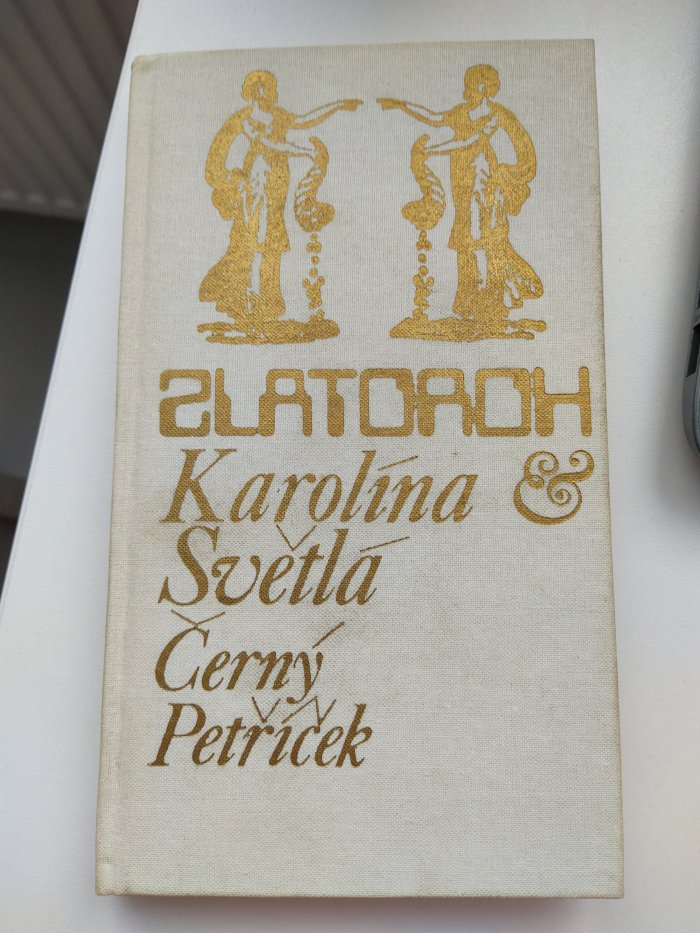 ZLATOROH
Karolína &
Světlá
Černý
Petříček